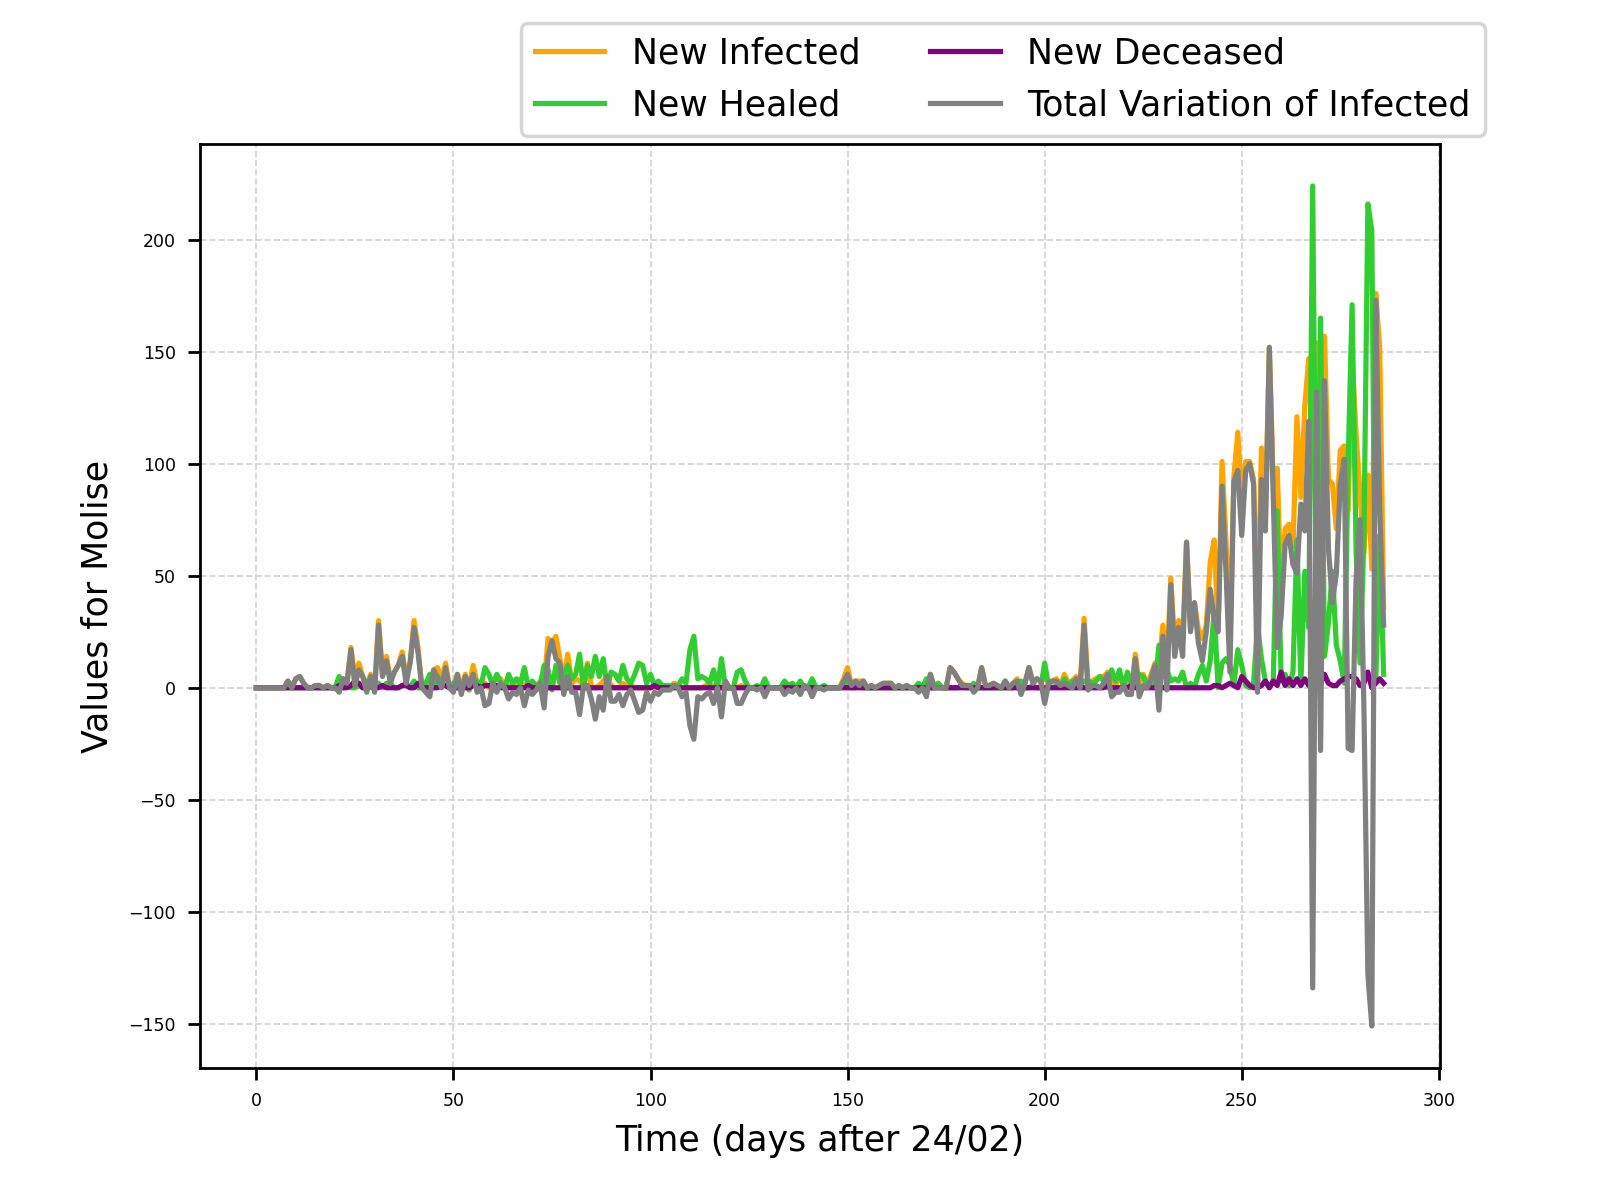 New Infected
New Healed
New Deceased
Total Variation of Infected
Values for Molise
200
150
100
50
0
−50
−100
−150
0 50 100 150 200 250 300
Time (days after 24/02)